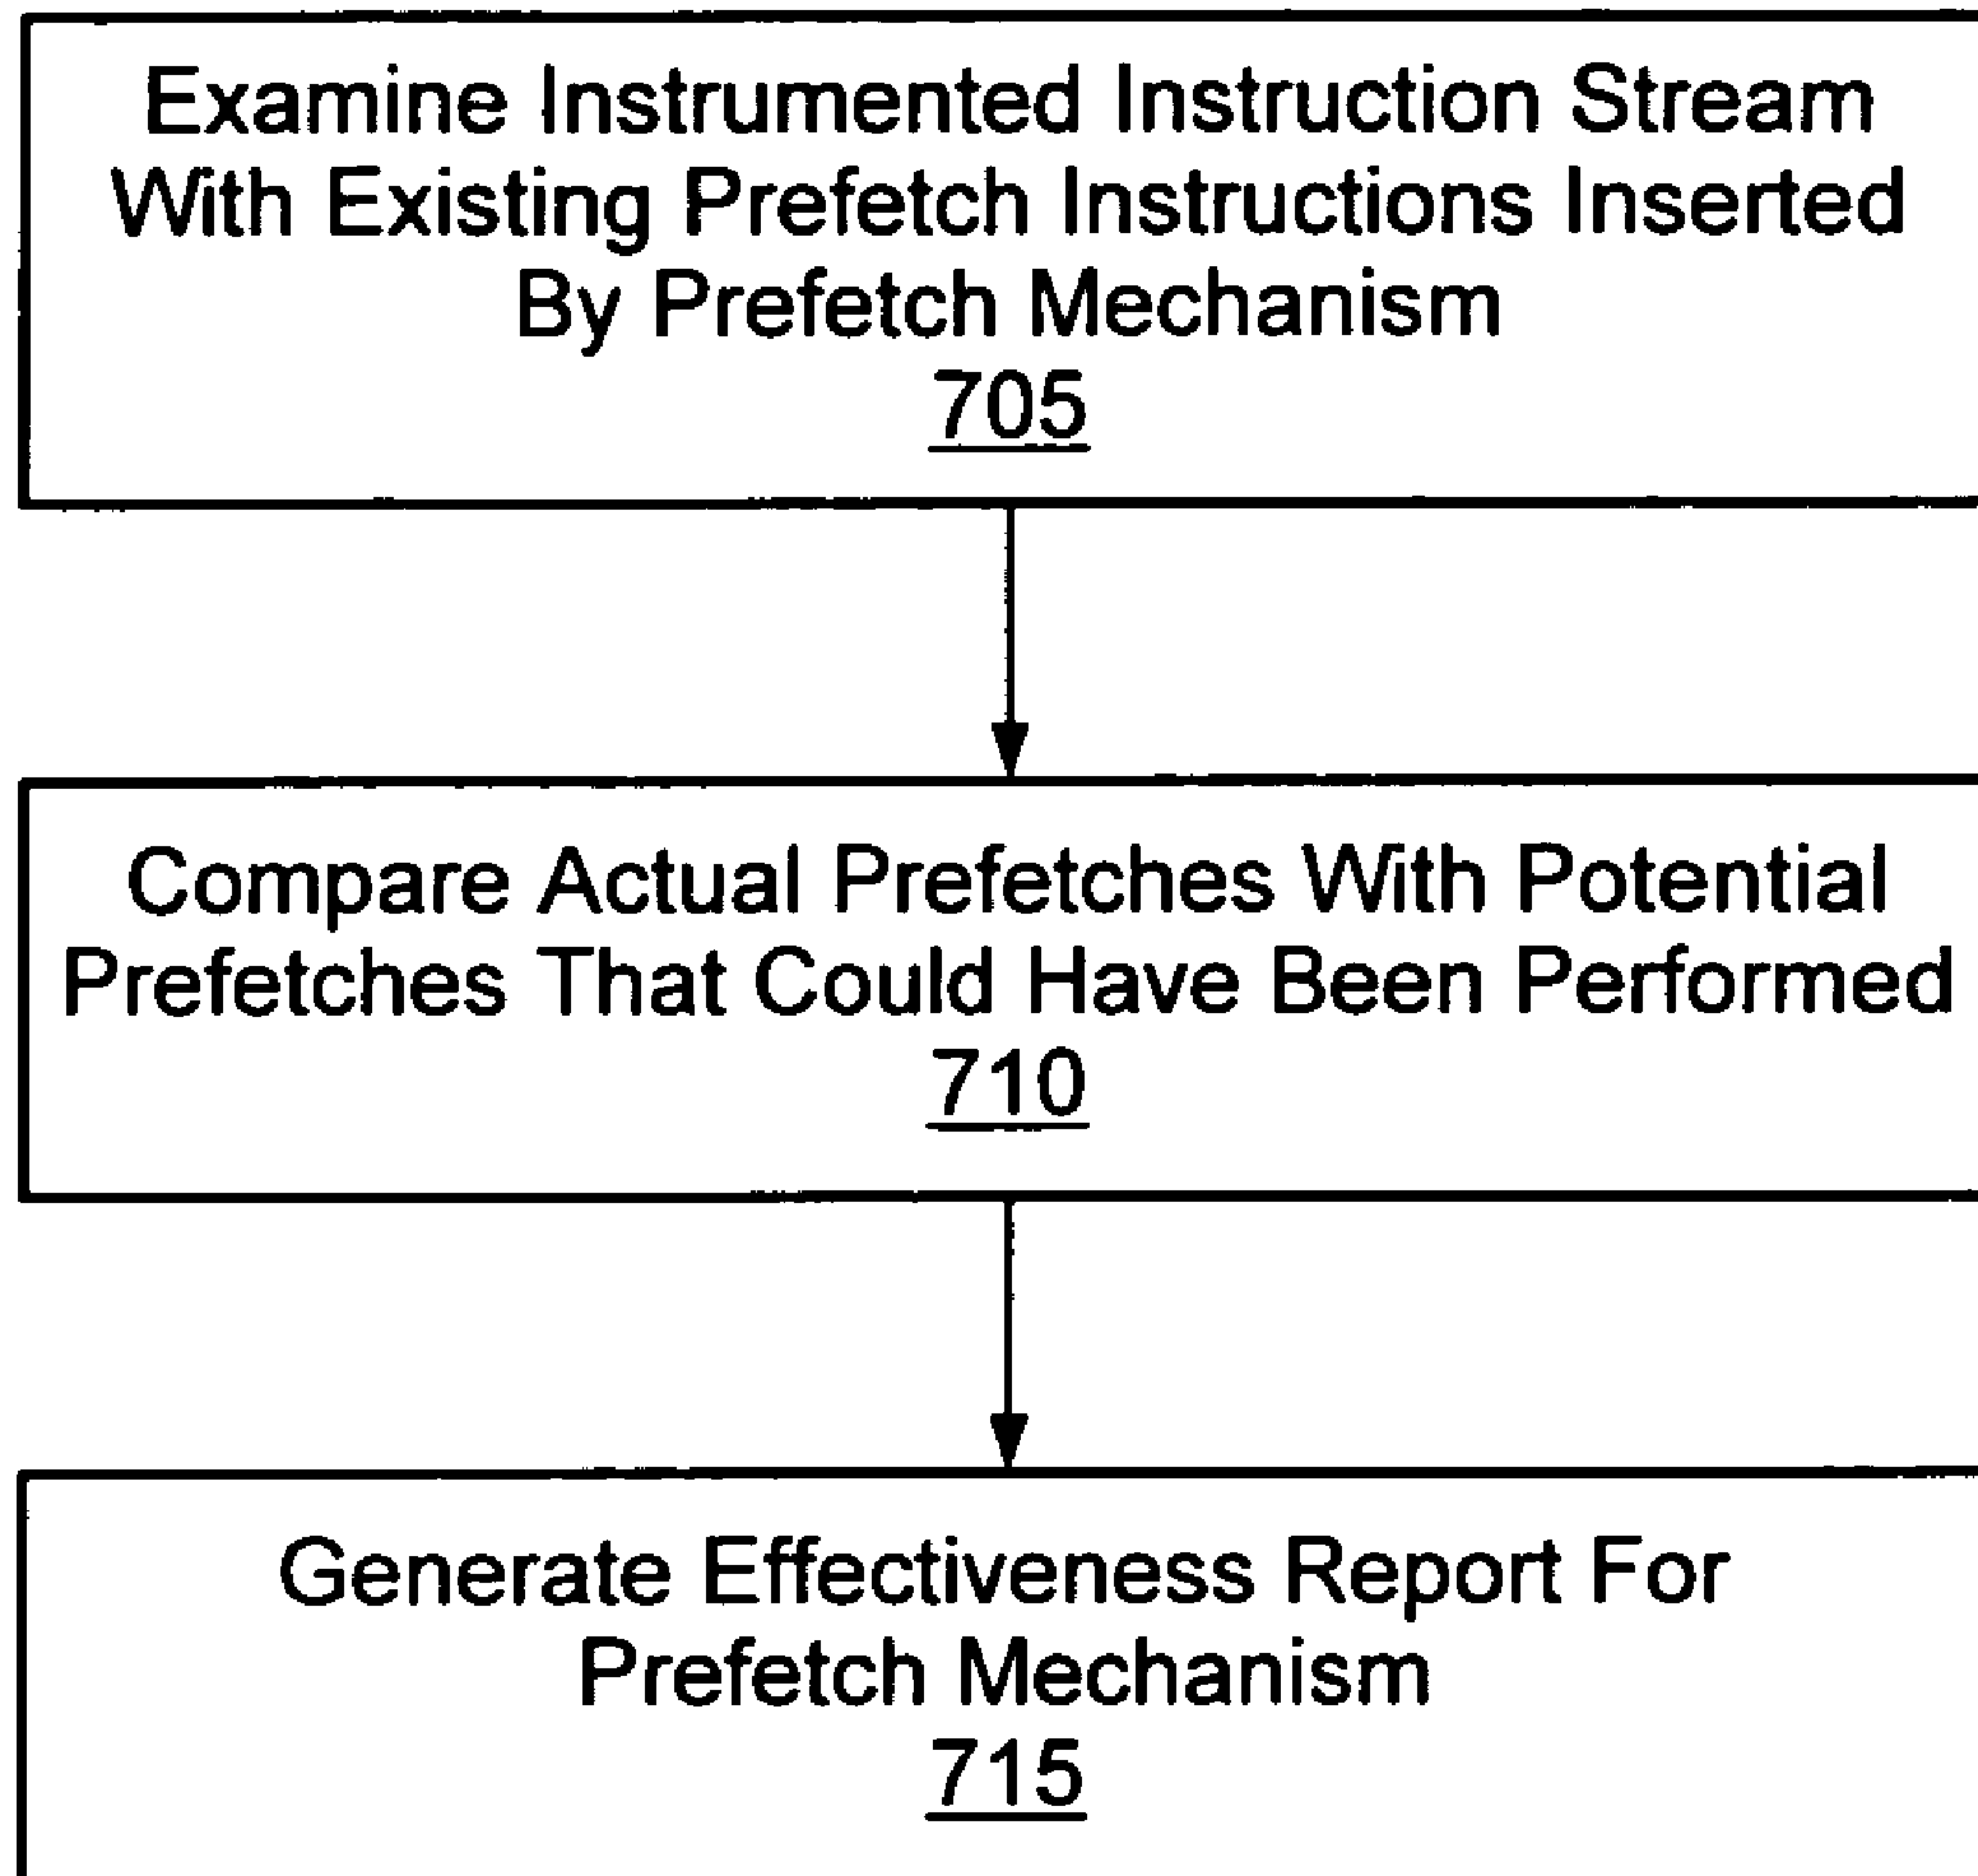 Examine Instrumented Instruction Stream
With Existing Prefetch Instructions Inserted
By Prefetch Mechanism
705
Compare Actual Prefetches With Potential
Prefetches That Could Have Been Performed
710
Generate Effectiveness Report For
Prefetch Mechanism
715